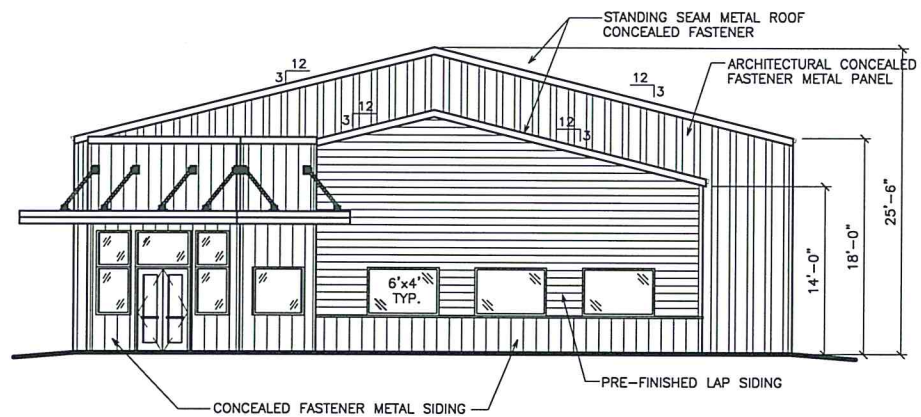 STANDING SEAM METAL ROOF
CONCEALED FASTENER
ARCHITECTURAL CONCEALED
FASTENER METAL PANEL
12
3
12
3
12
3
12
3
6'x4'
TYP.
14'-0"
18'-0"
25'-6"
PRE-FINISHED LAP SIDING
CONCEALED FASTENER METAL SIDING